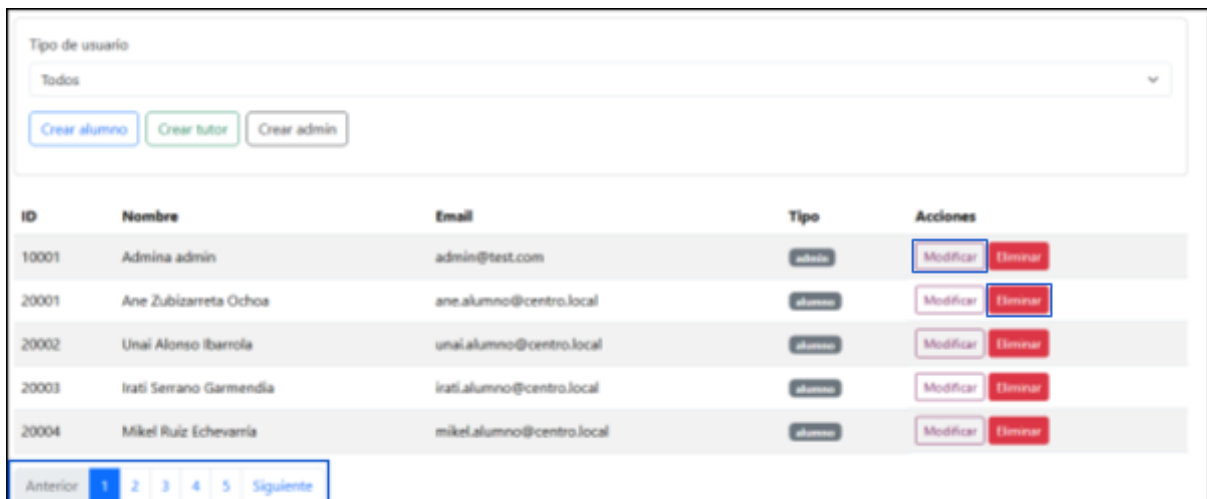 Tipo de usuario
Todos
Crear alumno Crear tutor Crear admin
ID Nombre Email Tipo Acciones
10001 Admina admin admin@test.com admin Modificar Eliminar
20001 Ane Zubizarreta Ochoa ane.alumno@centro.local alumno Modificar Eliminar
20002 Unai Alonso Ibarrola unai.alumno@centro.local alumno Modificar Eliminar
20003 Irati Serrano Garmendia irati.alumno@centro.local alumno Modificar Eliminar
20004 Mikel Ruiz Echevarría mikel.alumno@centro.local alumno Modificar Eliminar
Anterior 1 2 3 4 5 Siguiente